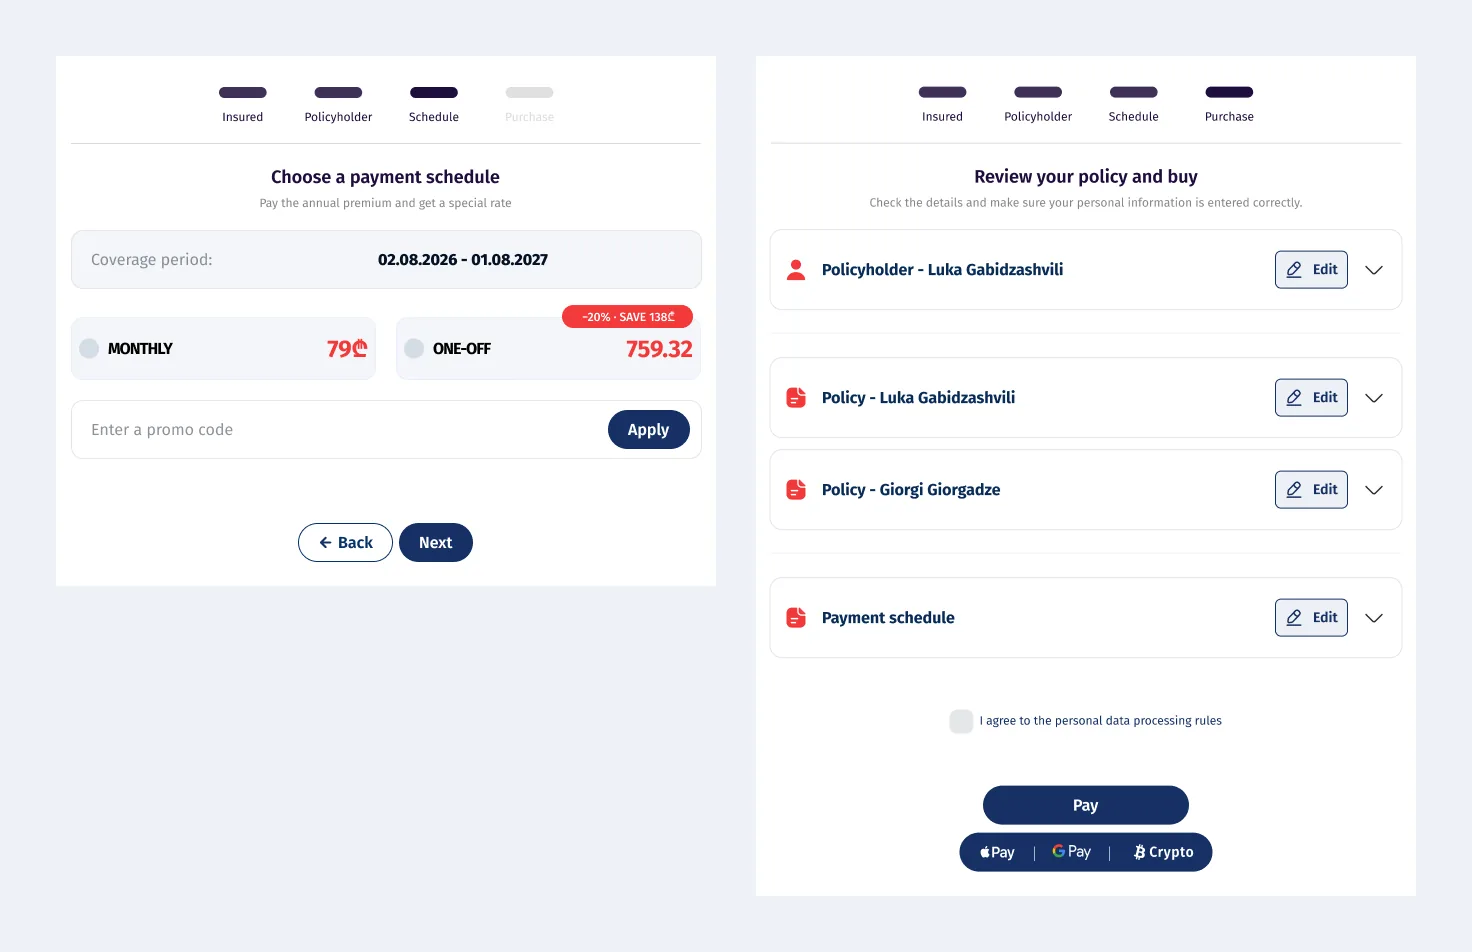 Insured
Policyholder
Schedule
Purchase
Choose a payment schedule
Pay the annual premium and get a special rate
Coverage period: 02.08.2026 - 01.08.2027
-20% · SAVE 138₾
MONTHLY 79₾
ONE-OFF 759.32
Enter a promo code Apply
← Back Next
Insured
Policyholder
Schedule
Purchase
Review your policy and buy
Check the details and make sure your personal information is entered correctly.
Policyholder - Luka Gabidzashvili Edit
Policy - Luka Gabidzashvili Edit
Policy - Giorgi Giorgadze Edit
Payment schedule Edit
I agree to the personal data processing rules
Pay
Pay | G Pay | Crypto